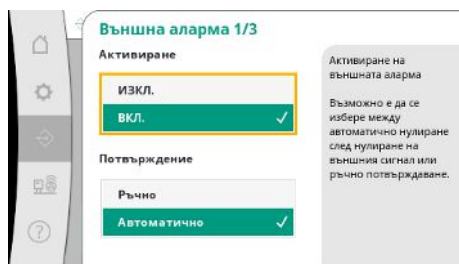 Външна аларма 1/3
Активиране
ИЗКЛ.
ВКЛ.
Потвърждение
Ръчно
Автоматично
Активиране на
външната аларма
Възможно е да се
избере между
автоматично нулиране
след нулиране на
външния сигнал или
ръчно потвърждаване.